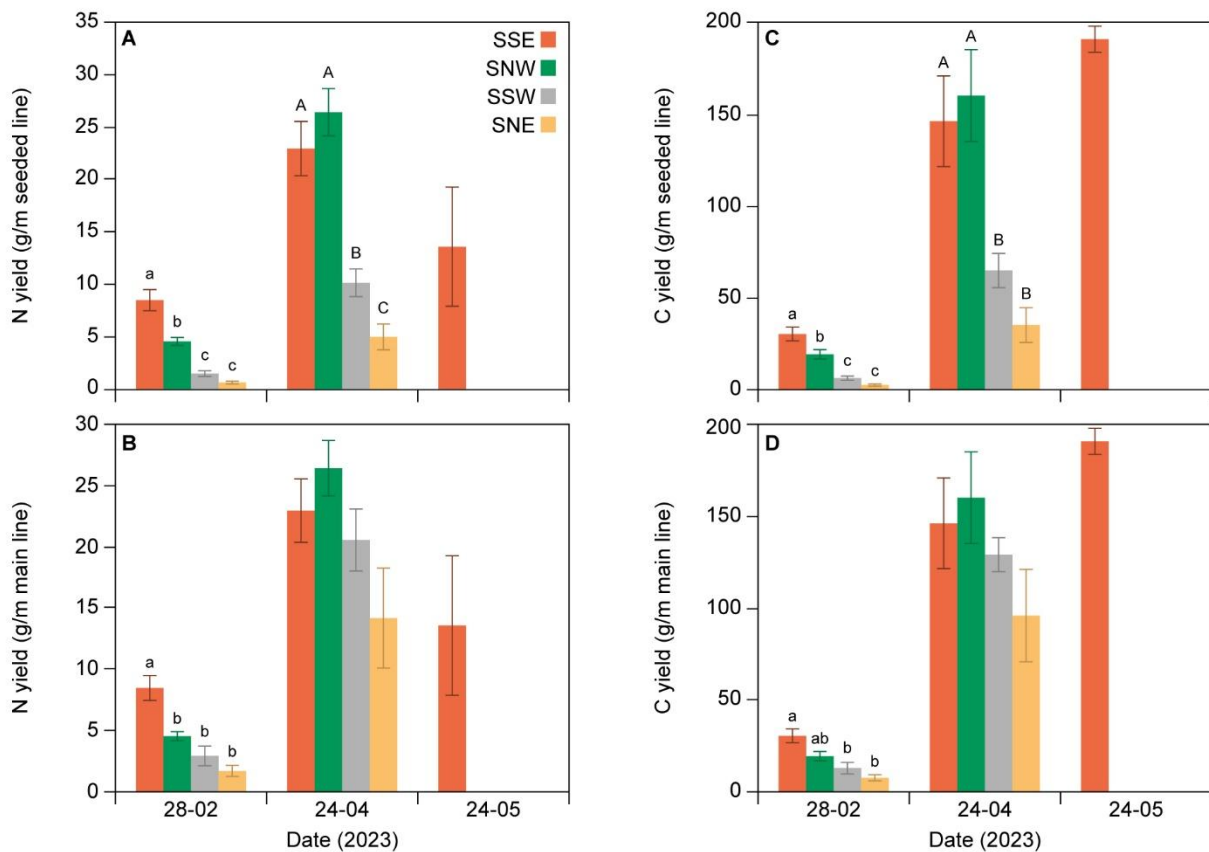 A
N yield (g/m seeded line)
35
30
25
20
15
10
5
0
SSE
SNW
SSW
SNE
a
b
c
c
A
A
B
C
C
C yield (g/m seeded line)
200
150
100
50
0
a
b
c
c
A
A
B
B
B
N yield (g/m main line)
30
25
20
15
10
5
0
a
b
b
b
28-02
24-04
24-05
Date (2023)
D
C yield (g/m main line)
200
150
100
50
0
a
ab
b
b
28-02
24-04
24-05
Date (2023)